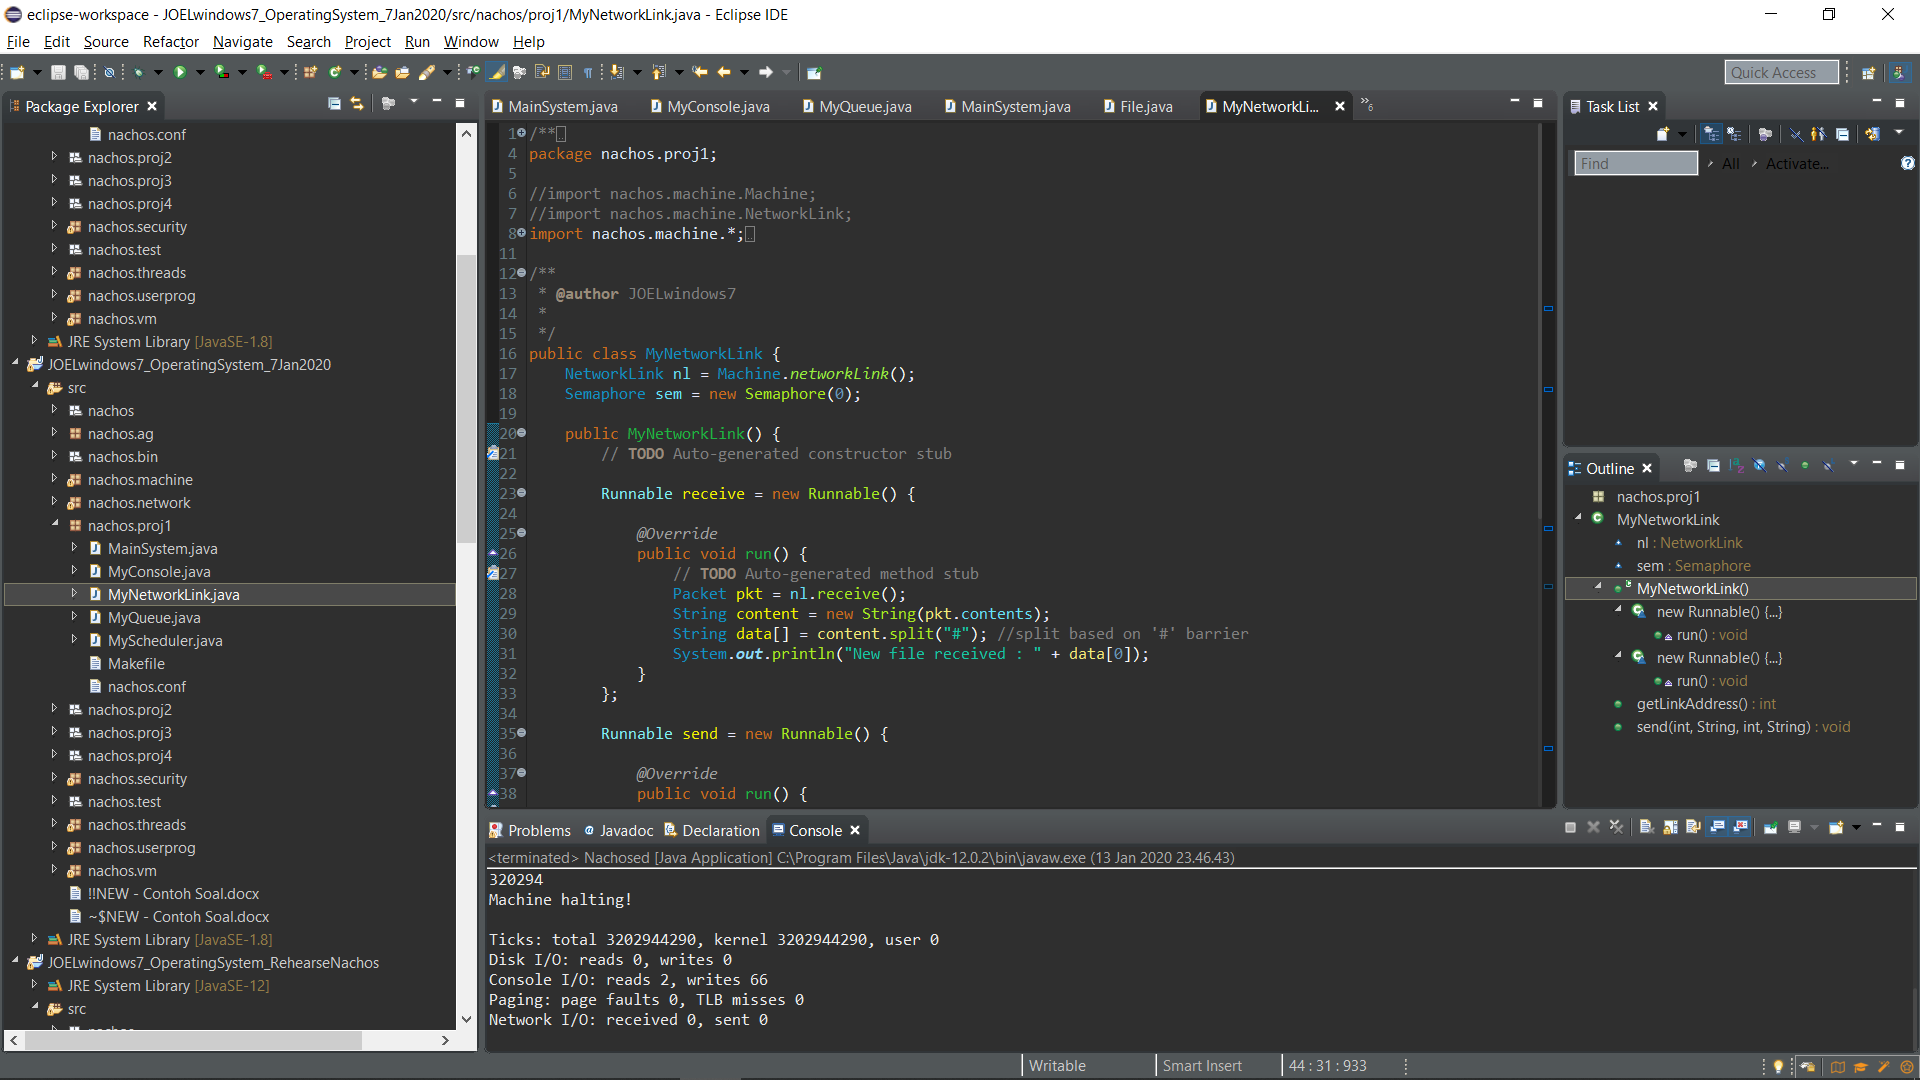 eclipse-workspace - JOELwindows7_OperatingSystem_7Jan2020/src/nachos/proj1/MyNetworkLink.java - Eclipse IDE
File Edit Source Refactor Navigate Search Project Run Window Help
Quick Access
Package Explorer
nachos.conf
nachos.proj2
nachos.proj3
nachos.proj4
nachos.security
nachos.test
nachos.threads
nachos.userprog
nachos.vm
JRE System Library [JavaSE-1.8]
JOELwindows7_OperatingSystem_7Jan2020
src
nachos
nachos.ag
nachos.bin
nachos.machine
nachos.network
nachos.proj1
MainSystem.java
MyConsole.java
MyNetworkLink.java
MyQueue.java
MyScheduler.java
Makefile
nachos.conf
nachos.proj2
nachos.proj3
nachos.proj4
nachos.security
nachos.test
nachos.threads
nachos.userprog
nachos.vm
!!NEW - Contoh Soal.docx
~$NEW - Contoh Soal.docx
JRE System Library [JavaSE-1.8]
JOELwindows7_OperatingSystem_RehearseNachos
JRE System Library [JavaSE-12]
src
MainSystem.java MyConsole.java MyQueue.java MainSystem.java File.java MyNetworkLi... »6
1 /**
4 package nachos.proj1;
5
6 //import nachos.machine.Machine;
7 //import nachos.machine.NetworkLink;
8 import nachos.machine.*;
11
12 /**
13 * @author JOELwindows7
14 *
15 */
16 public class MyNetworkLink {
17 NetworkLink nl = Machine.networkLink();
18 Semaphore sem = new Semaphore(0);
19
20 public MyNetworkLink() {
21 // TODO Auto-generated constructor stub
22
23 Runnable receive = new Runnable() {
24
25 @Override
26 public void run() {
27 // TODO Auto-generated method stub
28 Packet pkt = nl.receive();
29 String content = new String(pkt.contents);
30 String data[] = content.split("#"); //split based on '#' barrier
31 System.out.println("New file received : " + data[0]);
32 }
33 };
34
35 Runnable send = new Runnable() {
36
37 @Override
38 public void run() {
Task List
Find All Activate...
Outline
nachos.proj1
MyNetworkLink
nl : NetworkLink
sem : Semaphore
MyNetworkLink()
new Runnable() {...}
run() : void
new Runnable() {...}
run() : void
getLinkAddress() : int
send(int, String, int, String) : void
Problems @ Javadoc Declaration Console
<terminated> Nachosed [Java Application] C:\Program Files\Java\jdk-12.0.2\bin\javaw.exe (13 Jan 2020 23.46.43)
320294
Machine halting!
Ticks: total 3202944290, kernel 3202944290, user 0
Disk I/O: reads 0, writes 0
Console I/O: reads 2, writes 66
Paging: page faults 0, TLB misses 0
Network I/O: received 0, sent 0
Writable Smart Insert 44 : 31 : 933